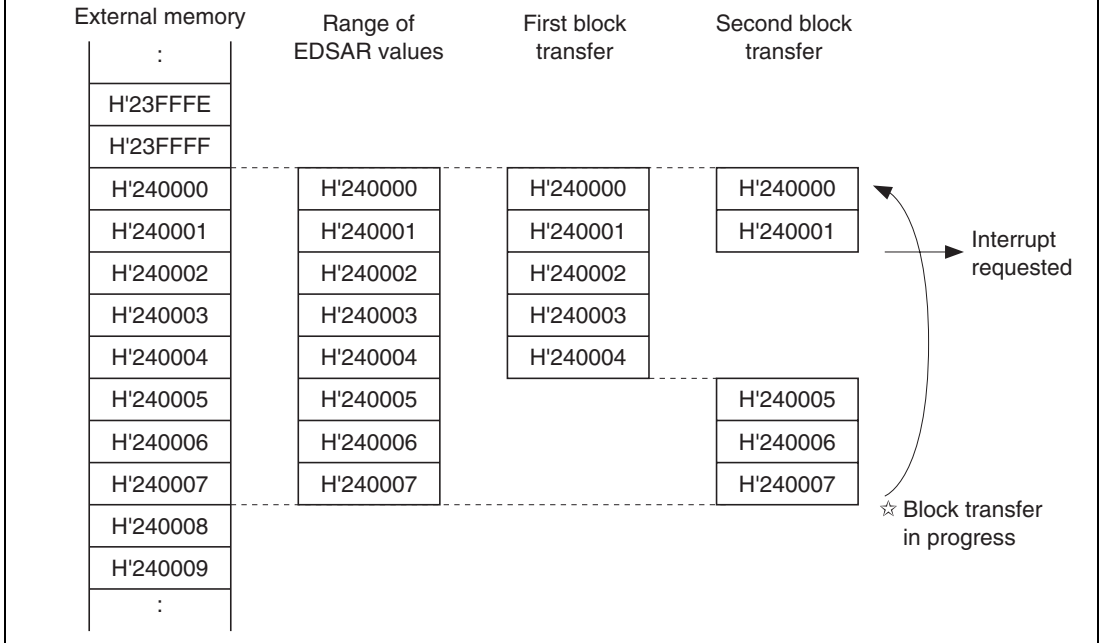 External memory
Range of
EDSAR values
First block
transfer
Second block
transfer
:
H'23FFFE
H'23FFFF
H'240000 H'240000 H'240000 H'240000
H'240001 H'240001 H'240001 H'240001
Interrupt
requested
H'240002 H'240002 H'240002
H'240003 H'240003 H'240003
H'240004 H'240004 H'240004
H'240005 H'240005 H'240005
H'240006 H'240006 H'240006
H'240007 H'240007 H'240007
☆ Block transfer
in progress
H'240008
H'240009
: